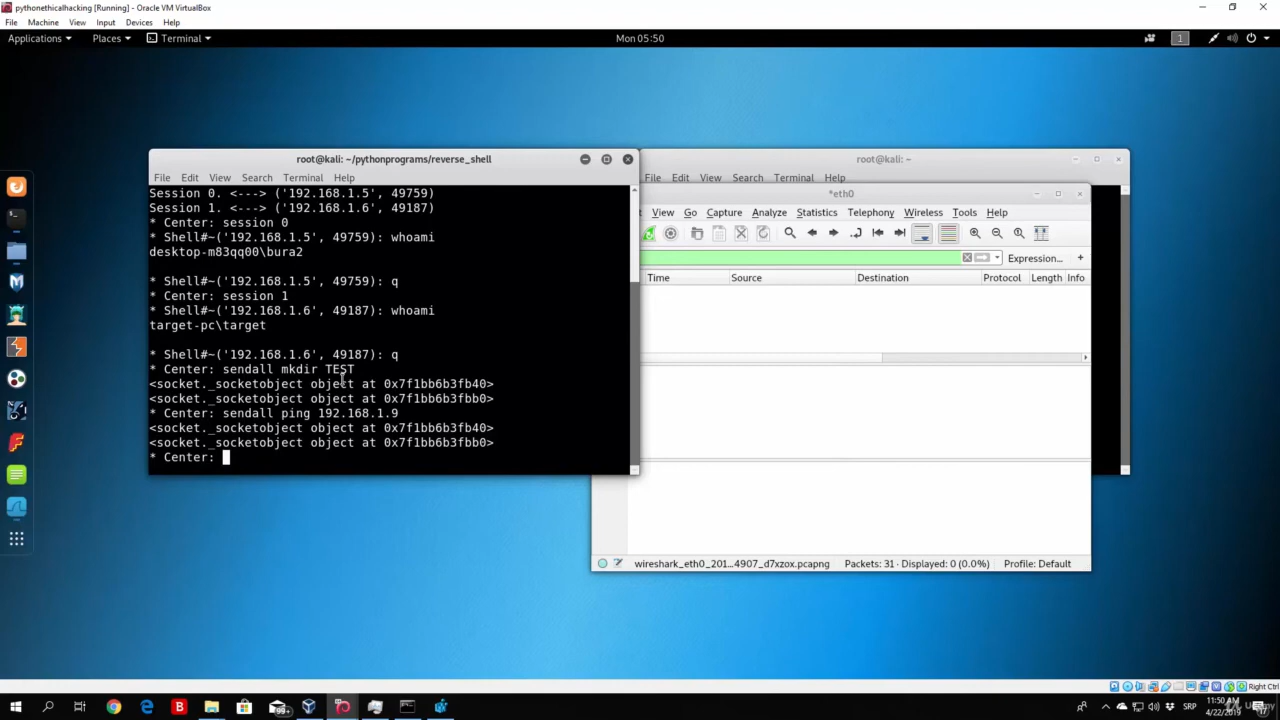 pythonethicalhacking [Running] - Oracle VM VirtualBox
File Machine View Input Devices Help
Applications Places Terminal Mon 05:50 1
root@kali: ~/pythonprograms/reverse_shell
File Edit View Search Terminal Help
Session 0. <---> ('192.168.1.5', 49759)
Session 1. <---> ('192.168.1.6', 49187)
* Center: session 0
* Shell#~('192.168.1.5', 49759): whoami
desktop-m83qq00\bura2
* Shell#~('192.168.1.5', 49759): q
* Center: session 1
* Shell#~('192.168.1.6', 49187): whoami
target-pc\target
* Shell#~('192.168.1.6', 49187): q
* Center: sendall mkdir TEST
<socket._socketobject object at 0x7f1bb6b3fb40>
<socket._socketobject object at 0x7f1bb6b3fbb0>
* Center: sendall ping 192.168.1.9
<socket._socketobject object at 0x7f1bb6b3fb40>
<socket._socketobject object at 0x7f1bb6b3fbb0>
* Center:
root@kali: ~
File Edit View Search Terminal Help
*eth0
View Go Capture Analyze Statistics Telephony Wireless Tools Help
Expression... +
Time Source Destination Protocol Length Info
wireshark_eth0_201...4907_d7xzox.pcapng Packets: 31 · Displayed: 0 (0.0%) Profile: Default
Right Ctrl
99+
SRP
11:50 AM
4/22/2019
Udemy